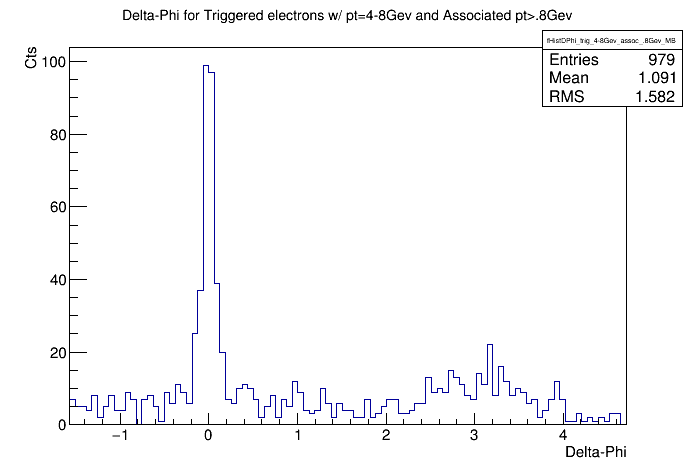 Delta-Phi for Triggered electrons w/ pt=4-8Gev and Associated pt>.8Gev
fHistDPhi_trig_4-8Gev_assoc_.8Gev_MB
Entries 979
Mean 1.091
RMS 1.582
Cts
100
80
60
40
20
0
−1 0 1 2 3 4
Delta-Phi